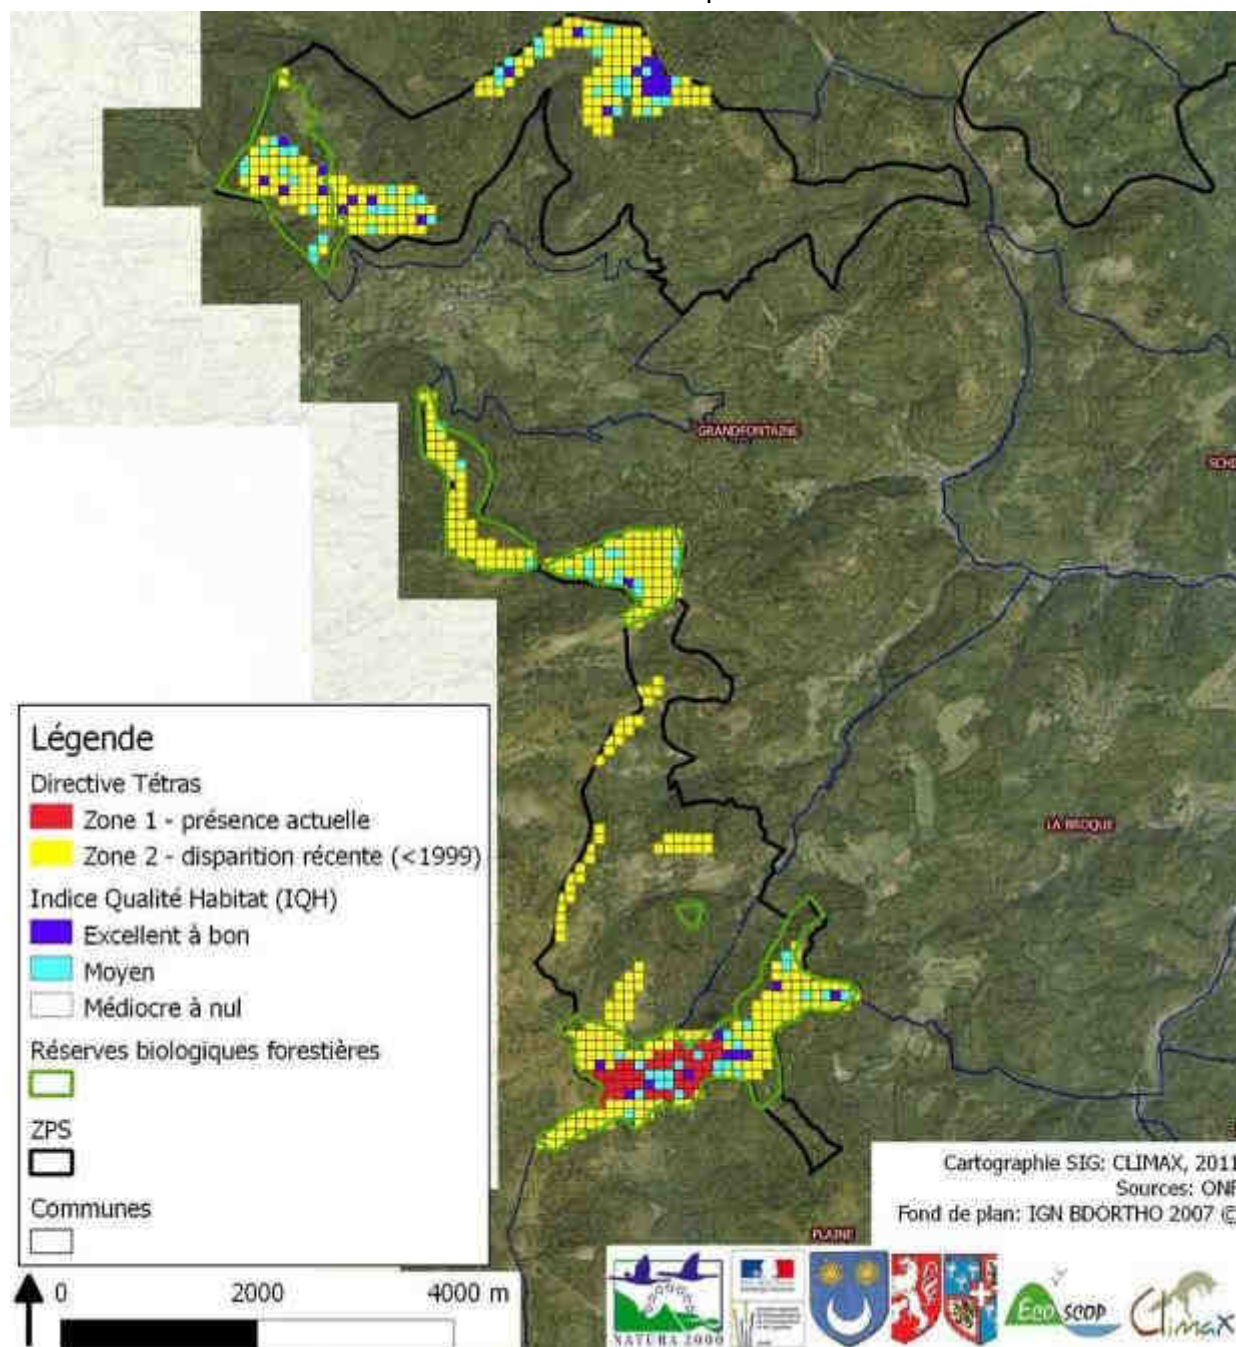 GRANDFONTAINE
SCHI
LA BROQUE
PLAINE
Légende
Directive Tétras
Zone 1 - présence actuelle
Zone 2 - disparition récente (<1999)
Indice Qualité Habitat (IQH)
Excellent à bon
Moyen
Médiocre à nul
Réserves biologiques forestières
ZPS
Communes
0 2000 4000 m
Cartographie SIG: CLIMAX, 2011
Sources: ONF
Fond de plan: IGN BDORTHO 2007 ©
NATURA 2000
ECOSCOP
Climax